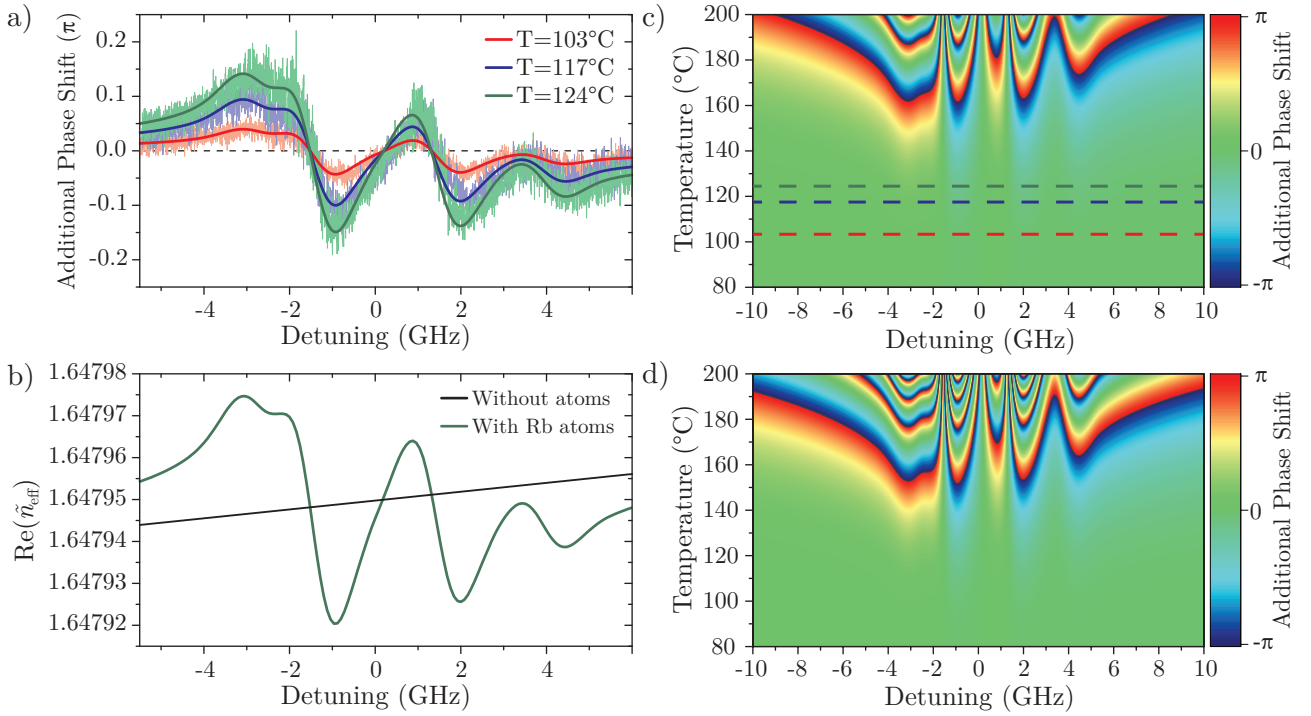 a)
Additional Phase Shift (π)
0.2
0.1
0.0
-0.1
-0.2
T=103°C
T=117°C
T=124°C
-4
-2
0
2
4
Detuning (GHz)
c)
Temperature (°C)
200
180
160
140
120
100
80
-10
-8
-6
-4
-2
0
2
4
6
8
10
Detuning (GHz)
π
0
-π
Additional Phase Shift
b)
Re(ñeff)
1.64798
1.64797
1.64796
1.64795
1.64794
1.64793
1.64792
Without atoms
With Rb atoms
-4
-2
0
2
4
Detuning (GHz)
d)
Temperature (°C)
200
180
160
140
120
100
80
-10
-8
-6
-4
-2
0
2
4
6
8
10
Detuning (GHz)
π
0
-π
Additional Phase Shift